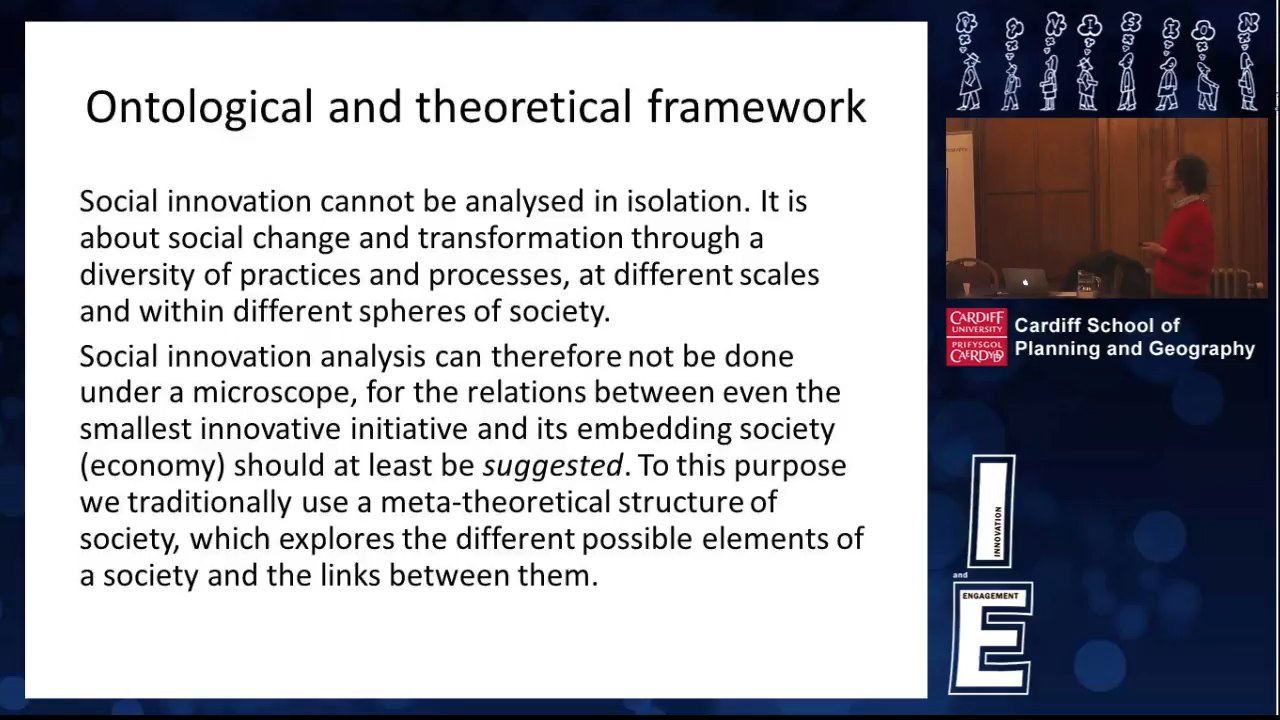 Ontological and theoretical framework
Social innovation cannot be analysed in isolation. It is
about social change and transformation through a
diversity of practices and processes, at different scales
and within different spheres of society.
Social innovation analysis can therefore not be done
under a microscope, for the relations between even the
smallest innovative initiative and its embedding society
(economy) should at least be suggested. To this purpose
we traditionally use a meta-theoretical structure of
society, which explores the different possible elements of
a society and the links between them.
CARDIFF
UNIVERSITY
PRIFYSGOL
CAERDYDD
Cardiff School of
Planning and Geography
I
INNOVATION
and
ENGAGEMENT
E